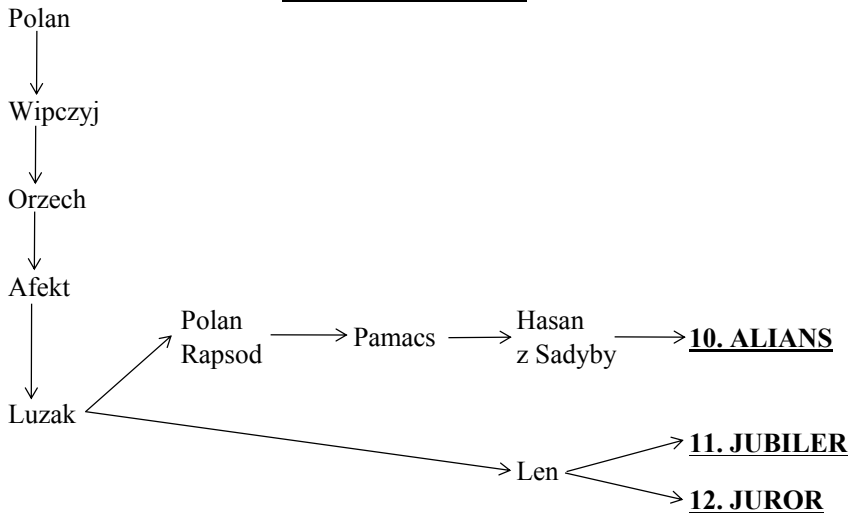 Polan
Wipczyj
Orzech
Afekt
Polan
Rapsod
Pamacs
Hasan
z Sadyby
10. ALIANS
Luzak
11. JUBILER
Len
12. JUROR